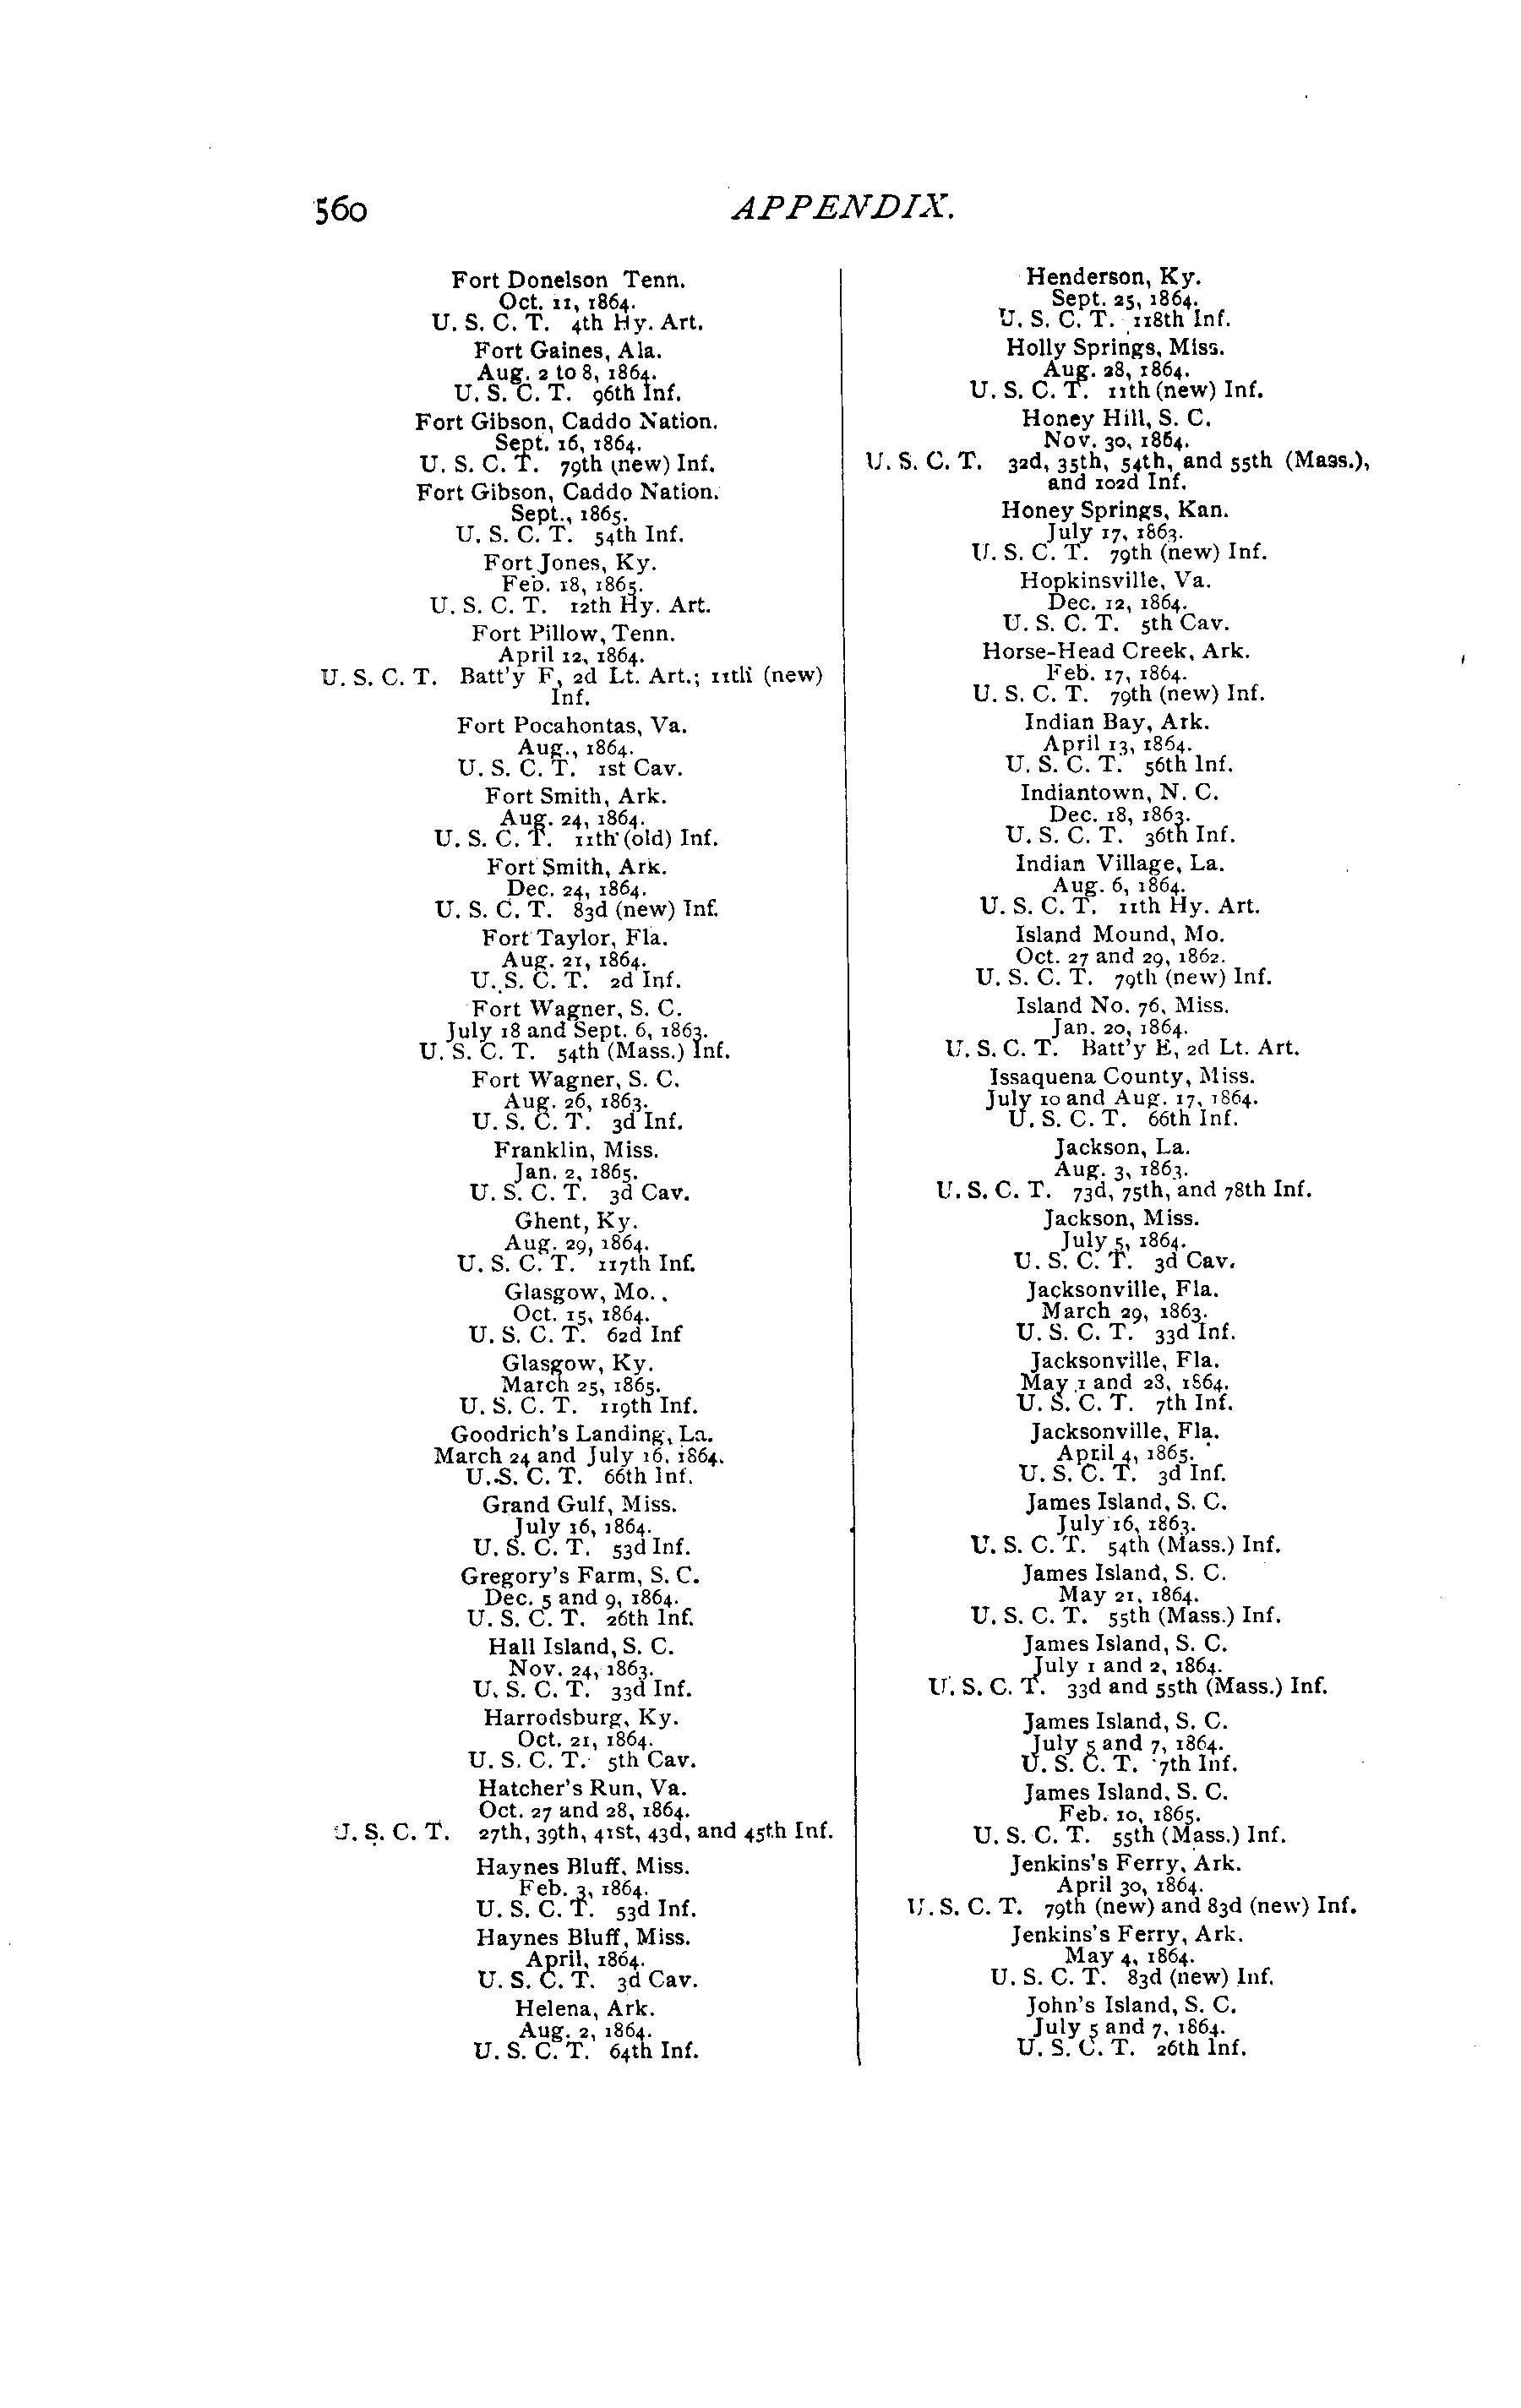 560
APPENDIX.
Fort Donelson Tenn.
Oct. 11, 1864.
U. S. C. T. 4th Hy. Art.
Fort Gaines, Ala.
Aug. 2 to 8, 1864.
U. S. C. T. 96th Inf.
Fort Gibson, Caddo Nation.
Sept. 16, 1864.
U. S. C. T. 79th (new) Inf.
Fort Gibson, Caddo Nation.
Sept., 1865.
U. S. C. T. 54th Inf.
Fort Jones, Ky.
Feb. 18, 1865.
U. S. C. T. 12th Hy. Art.
Fort Pillow, Tenn.
April 12, 1864.
U. S. C. T. Batt'y F, 2d Lt. Art.; 11th (new)
Inf.
Fort Pocahontas, Va.
Aug., 1864.
U. S. C. T. 1st Cav.
Fort Smith, Ark.
Aug. 24, 1864.
U. S. C. T. 11th (old) Inf.
Fort Smith, Ark.
Dec. 24, 1864.
U. S. C. T. 83d (new) Inf.
Fort Taylor, Fla.
Aug. 21, 1864.
U. S. C. T. 2d Inf.
Fort Wagner, S. C.
July 18 and Sept. 6, 1863.
U. S. C. T. 54th (Mass.) Inf.
Fort Wagner, S. C.
Aug. 26, 1863.
U. S. C. T. 3d Inf.
Franklin, Miss.
Jan. 2, 1865.
U. S. C. T. 3d Cav.
Ghent, Ky.
Aug. 29, 1864.
U. S. C. T. 117th Inf.
Glasgow, Mo..
Oct. 15, 1864.
U. S. C. T. 62d Inf
Glasgow, Ky.
March 25, 1865.
U. S. C. T. 119th Inf.
Goodrich's Landing, La.
March 24 and July 16, 1864.
U. S. C. T. 66th Inf.
Grand Gulf, Miss.
July 16, 1864.
U. S. C. T. 53d Inf.
Gregory's Farm, S. C.
Dec. 5 and 9, 1864.
U. S. C. T. 26th Inf.
Hall Island, S. C.
Nov. 24, 1863.
U. S. C. T. 33d Inf.
Harrodsburg, Ky.
Oct. 21, 1864.
U. S. C. T. 5th Cav.
Hatcher's Run, Va.
Oct. 27 and 28, 1864.
U. S. C. T. 27th, 39th, 41st, 43d, and 45th Inf.
Haynes Bluff, Miss.
Feb. 3, 1864.
U. S. C. T. 53d Inf.
Haynes Bluff, Miss.
April, 1864.
U. S. C. T. 3d Cav.
Helena, Ark.
Aug. 2, 1864.
U. S. C. T. 64th Inf.
Henderson, Ky.
Sept. 25, 1864.
U. S. C. T. 118th Inf.
Holly Springs, Miss.
Aug. 28, 1864.
U. S. C. T. 11th (new) Inf.
Honey Hill, S. C.
Nov. 30, 1864.
U. S. C. T. 32d, 35th, 54th, and 55th (Mass.),
and 102d Inf.
Honey Springs, Kan.
July 17, 1863.
U. S. C. T. 79th (new) Inf.
Hopkinsville, Va.
Dec. 12, 1864.
U. S. C. T. 5th Cav.
Horse-Head Creek, Ark.
Feb. 17, 1864.
U. S. C. T. 79th (new) Inf.
Indian Bay, Ark.
April 13, 1864.
U. S. C. T. 56th Inf.
Indiantown, N. C.
Dec. 18, 1863.
U. S. C. T. 36th Inf.
Indian Village, La.
Aug. 6, 1864.
U. S. C. T. 11th Hy. Art.
Island Mound, Mo.
Oct. 27 and 29, 1862.
U. S. C. T. 79th (new) Inf.
Island No. 76, Miss.
Jan. 20, 1864.
U. S. C. T. Batt'y E, 2d Lt. Art.
Issaquena County, Miss.
July 10 and Aug. 17, 1864.
U. S. C. T. 66th Inf.
Jackson, La.
Aug. 3, 1863.
U. S. C. T. 73d, 75th, and 78th Inf.
Jackson, Miss.
July 5, 1864.
U. S. C. T. 3d Cav.
Jacksonville, Fla.
March 29, 1863.
U. S. C. T. 33d Inf.
Jacksonville, Fla.
May 1 and 28, 1864.
U. S. C. T. 7th Inf.
Jacksonville, Fla.
April 4, 1865.
U. S. C. T. 3d Inf.
James Island, S. C.
July 16, 1863.
U. S. C. T. 54th (Mass.) Inf.
James Island, S. C.
May 21, 1864.
U. S. C. T. 55th (Mass.) Inf.
James Island, S. C.
July 1 and 2, 1864.
U. S. C. T. 33d and 55th (Mass.) Inf.
James Island, S. C.
July 5 and 7, 1864.
U. S. C. T. 7th Inf.
James Island, S. C.
Feb. 10, 1865.
U. S. C. T. 55th (Mass.) Inf.
Jenkins's Ferry, Ark.
April 30, 1864.
U. S. C. T. 79th (new) and 83d (new) Inf.
Jenkins's Ferry, Ark.
May 4, 1864.
U. S. C. T. 83d (new) Inf.
John's Island, S. C.
July 5 and 7, 1864.
U. S. C. T. 26th Inf.